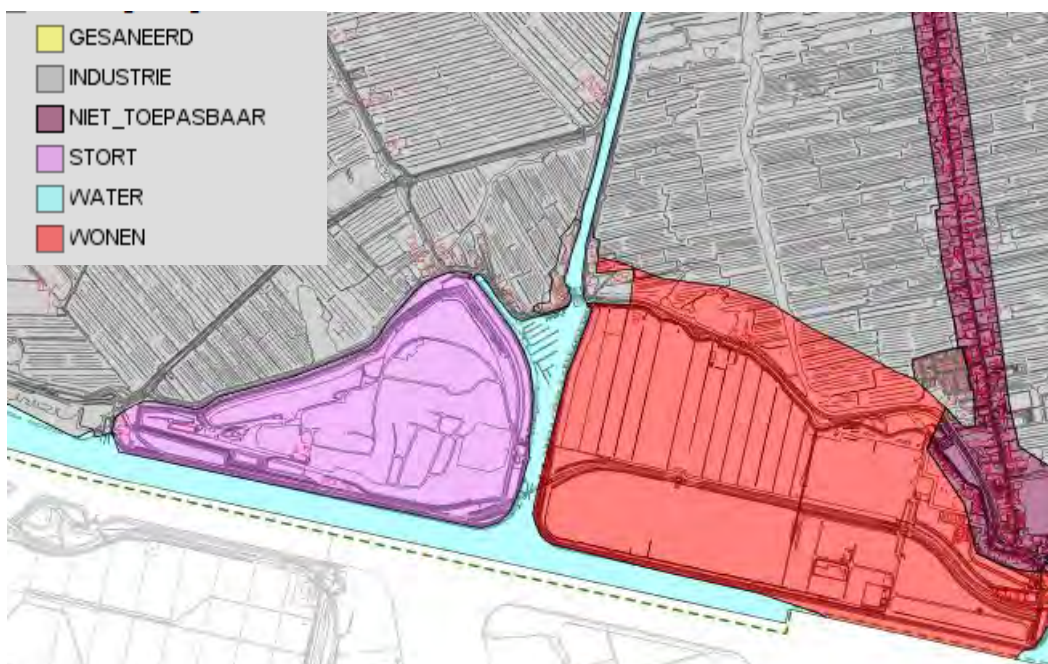 GESANEERD
INDUSTRIE
NIET_TOEPASBAAR
STORT
WATER
WONEN